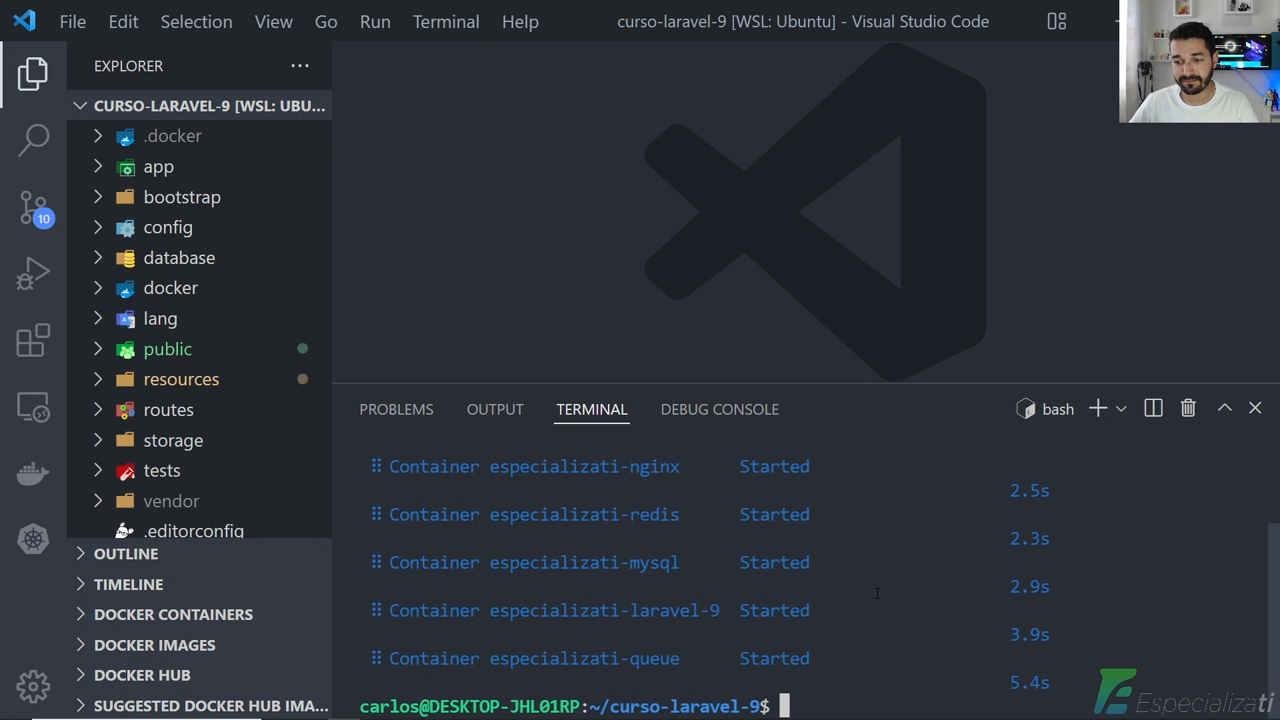 File Edit Selection View Go Run Terminal Help curso-laravel-9 [WSL: Ubuntu] - Visual Studio Code
EXPLORER
CURSO-LARAVEL-9 [WSL: UBU...
.docker
app
bootstrap
config
database
docker
lang
public
resources
routes
storage
tests
vendor
.editorconfig
OUTLINE
TIMELINE
DOCKER CONTAINERS
DOCKER IMAGES
DOCKER HUB
SUGGESTED DOCKER HUB IMA...
10
PROBLEMS OUTPUT TERMINAL DEBUG CONSOLE bash
Container especializati-nginx Started
2.5s
Container especializati-redis Started
2.3s
Container especializati-mysql Started
2.9s
Container especializati-laravel-9 Started
3.9s
Container especializati-queue Started
5.4s
carlos@DESKTOP-JHL01RP:~/curso-laravel-9$
Especializati